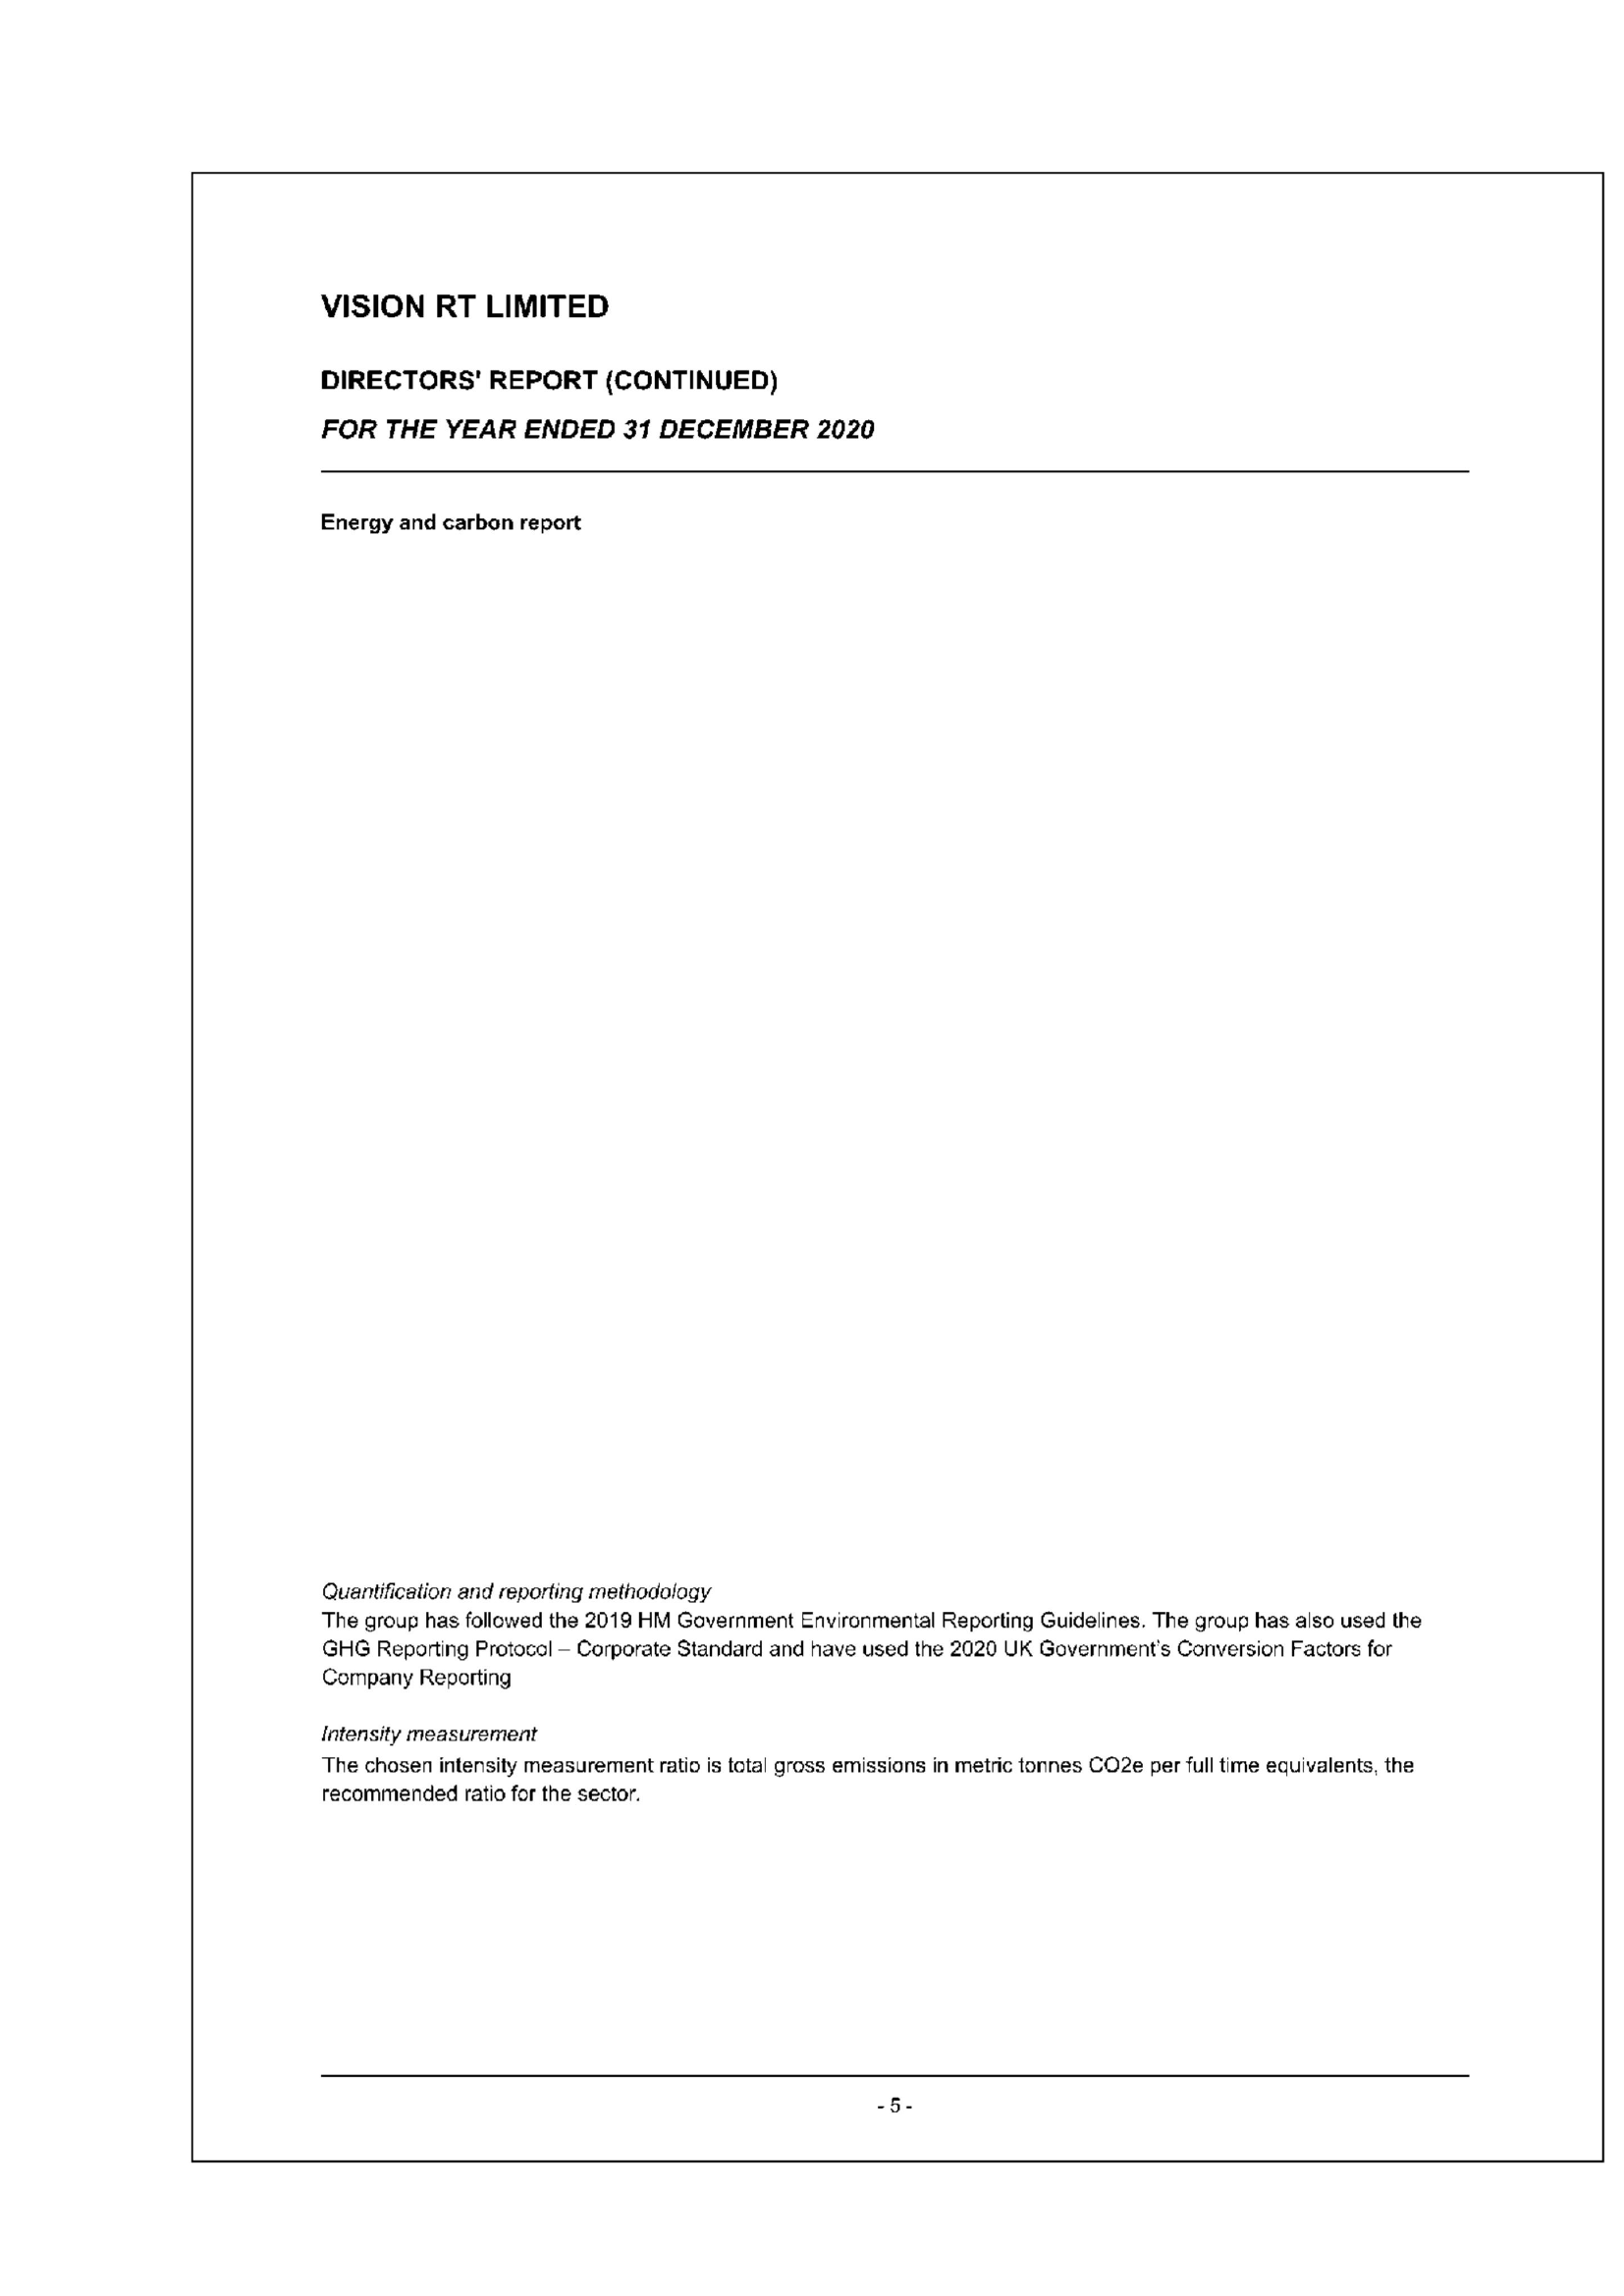 VISION RT LIMITED
DIRECTORS' REPORT (CONTINUED)
FOR THE YEAR ENDED 31 DECEMBER 2020
Energy and carbon report
Quantification and reporting methodology
The group has followed the 2019 HM Government Environmental Reporting Guidelines. The group has also used the
GHG Reporting Protocol – Corporate Standard and have used the 2020 UK Government's Conversion Factors for
Company Reporting
Intensity measurement
The chosen intensity measurement ratio is total gross emissions in metric tonnes CO2e per full time equivalents, the
recommended ratio for the sector.
- 5 -